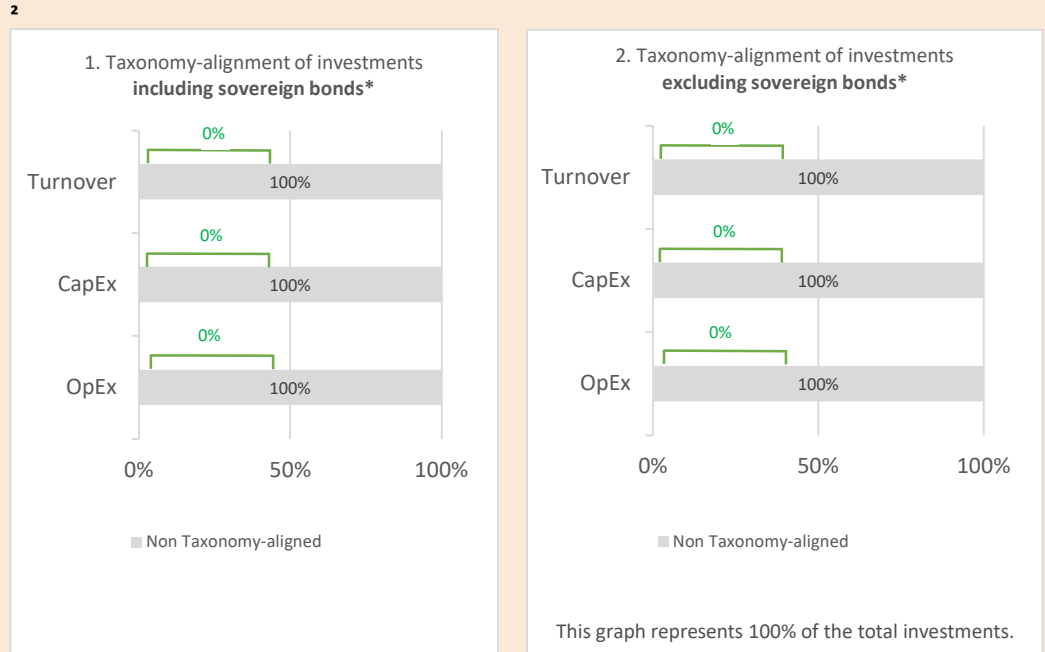 2
1. Taxonomy-alignment of investments
including sovereign bonds*
0%
Turnover
100%
0%
CapEx
100%
0%
OpEx
100%
0%
50%
100%
Non Taxonomy-aligned
2. Taxonomy-alignment of investments
excluding sovereign bonds*
0%
Turnover
100%
0%
CapEx
100%
0%
OpEx
100%
0%
50%
100%
Non Taxonomy-aligned
This graph represents 100% of the total investments.